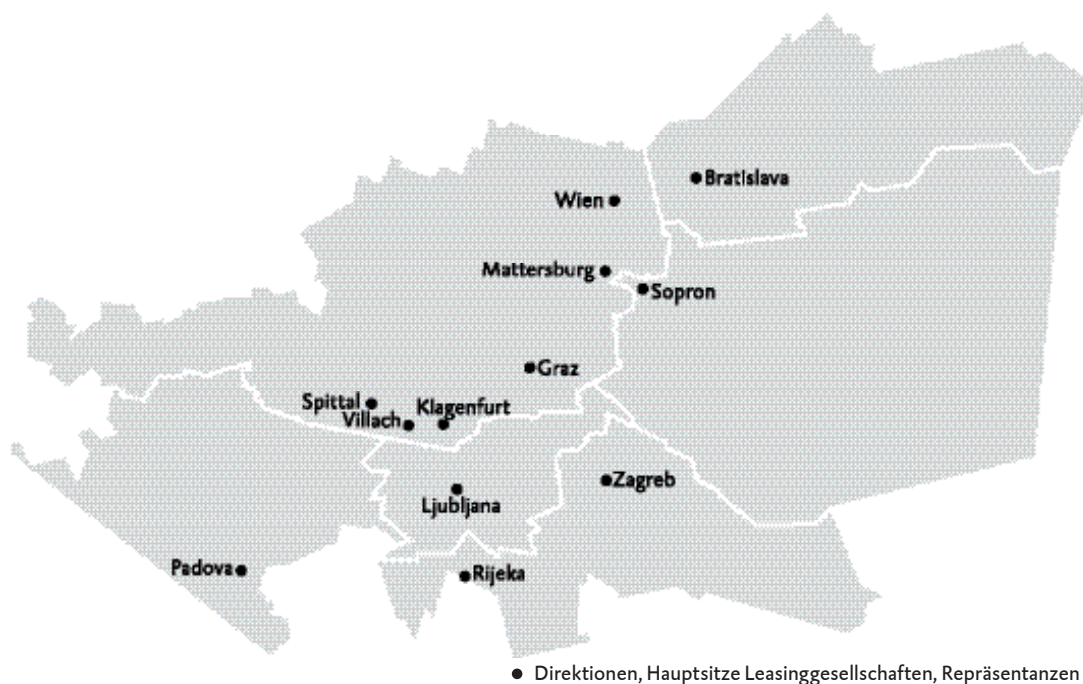 Bratislava
Wien
Mattersburg
Sopron
Graz
Spittal
Klagenfurt
Villach
Zagreb
Ljubljana
Padova
Rijeka
Direktionen, Hauptsitze Leasinggesellschaften, Repräsentanzen